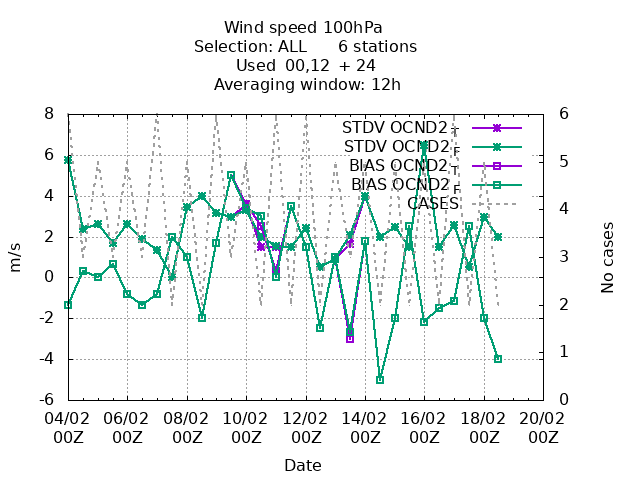 Wind speed 100hPa
Selection: ALL 6 stations
Used 00,12 + 24
Averaging window: 12h
STDV OCND2_T
STDV OCND2_F
BIAS OCND2_T
BIAS OCND2_F
CASES
8
6
4
2
0
-2
-4
-6
m/s
6
5
4
3
2
1
0
No cases
04/02 06/02 08/02 10/02 12/02 14/02 16/02 18/02 20/02
00Z 00Z 00Z 00Z 00Z 00Z 00Z 00Z 00Z
Date